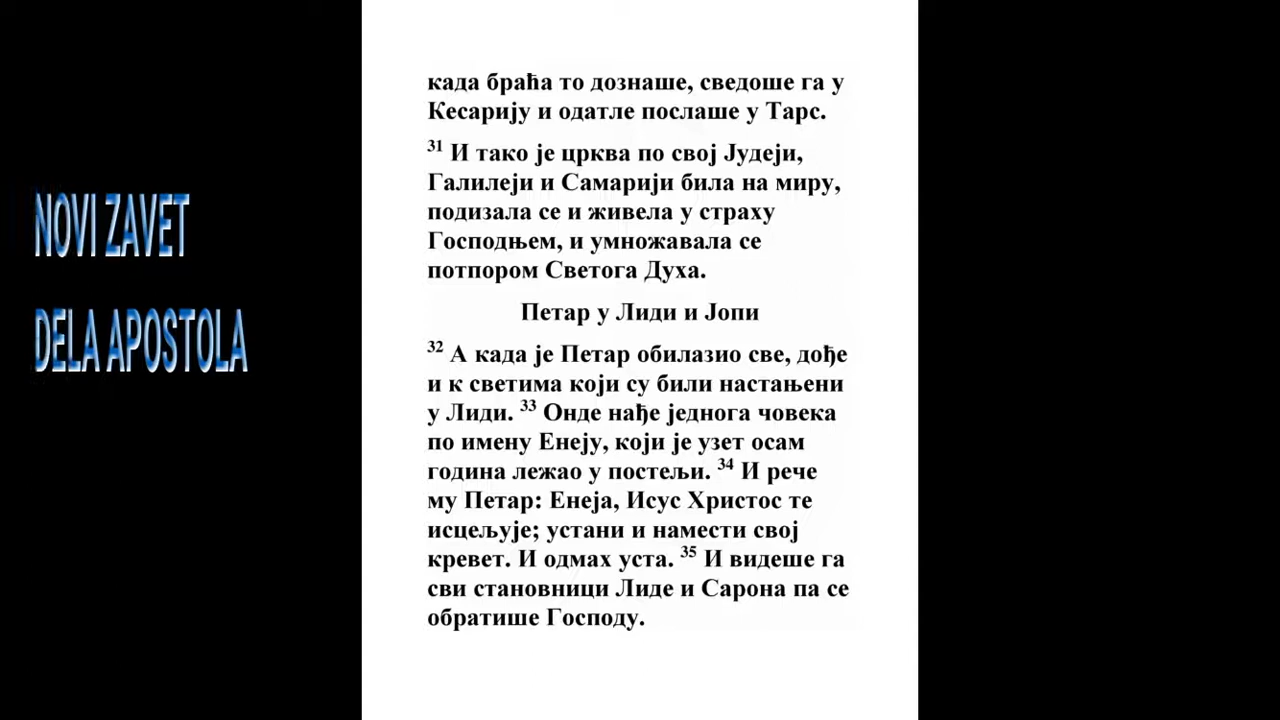 NOVI ZAVET
DELA APOSTOLA
када браћа то дознаше, сведоше га у
Кесарију и одатле послаше у Тарс.
31 И тако је црква по свој Јудеји,
Галилеји и Самарији била на миру,
подизала се и живела у страху
Господњем, и умножавала се
потпором Светога Духа.
Петар у Лиди и Јопи
32 А када је Петар обилазио све, дође
и к светима који су били настањени
у Лиди. 33 Онде нађе једнога човека
по имену Енеју, који је узет осам
година лежао у постељи. 34 И рече
му Петар: Енеја, Исус Христос те
исцељује; устани и намести свој
кревет. И одмах уста. 35 И видеше га
сви становници Лиде и Сарона па се
обратише Господу.